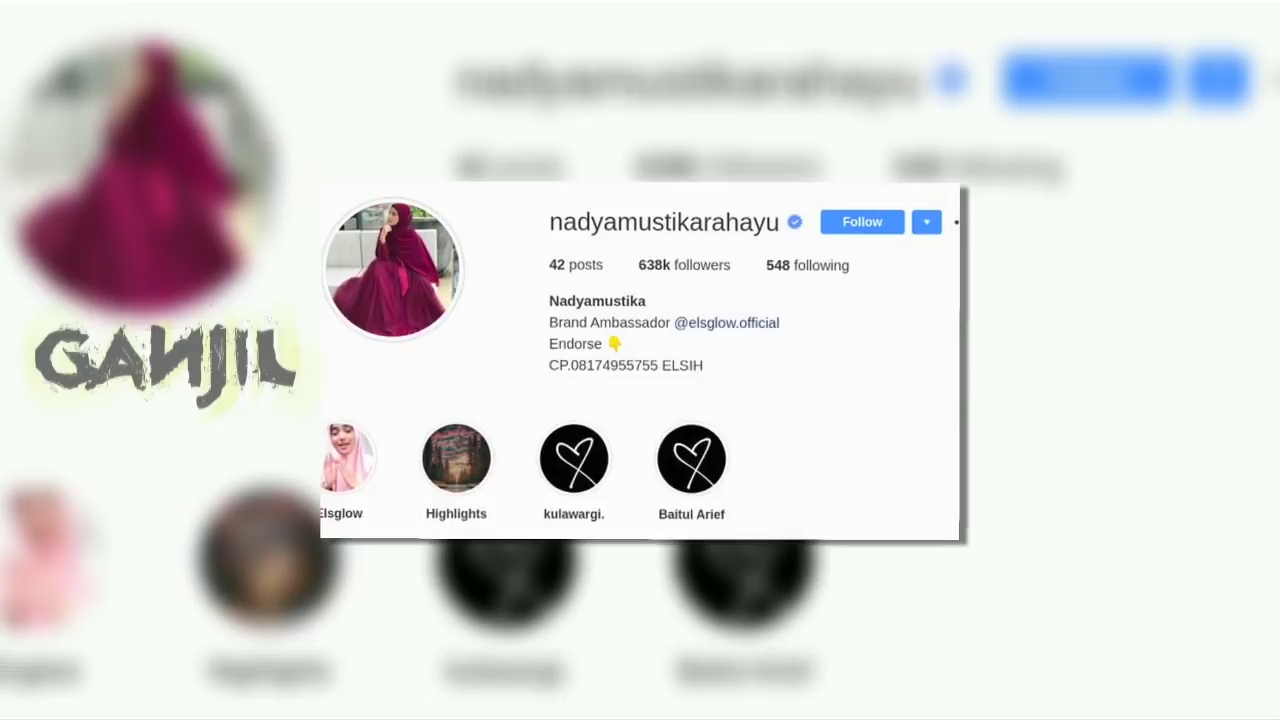 GANJIL
nadyamustikarahayu
Follow
42 posts 638k followers 548 following
Nadyamustika
Brand Ambassador @elsglow.official
Endorse 👇
CP.08174955755 ELSIH
Elsglow
Highlights
kulawargi.
Baitul Arief